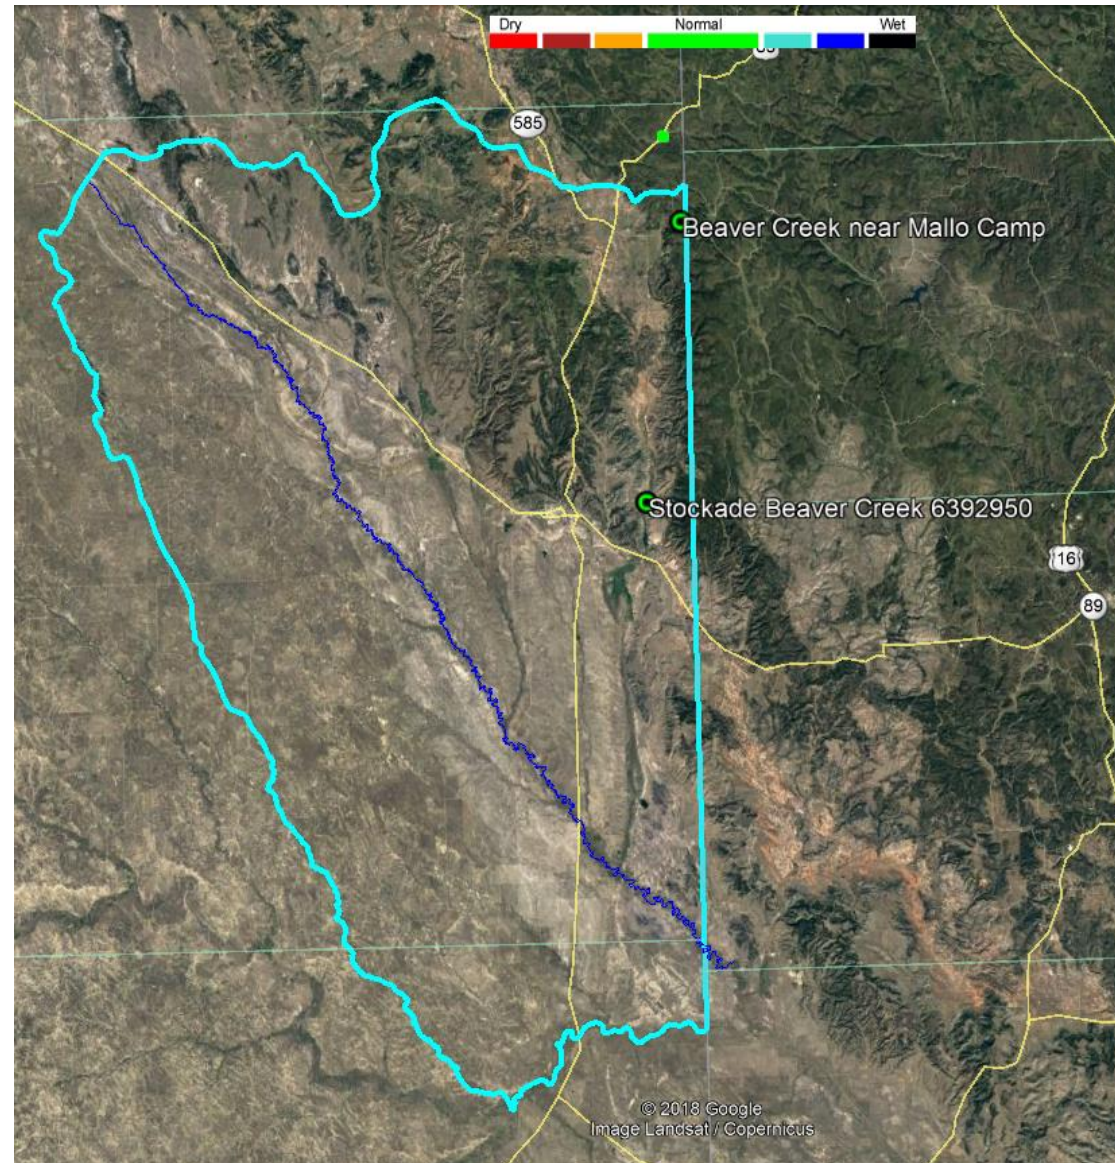 Dry Normal Wet
585
Beaver Creek near Mallo Camp
Stockade Beaver Creek 6392950
16
89
© 2018 Google
Image Landsat / Copernicus